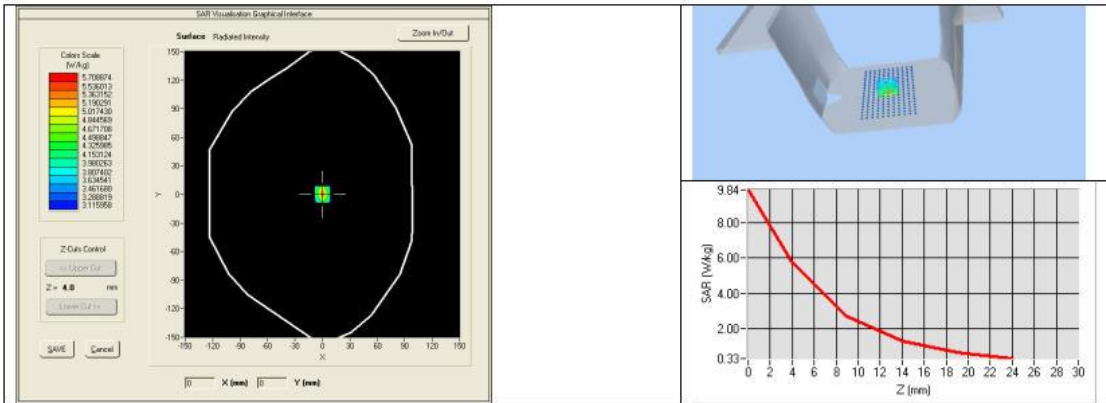 SAR Visualisation Graphical Interface
Surface Radiated Intensity
Zoom In/Out
Colors Scale
(W/kg)
5.708874
5.536013
5.363152
5.190291
5.017430
4.844569
4.671708
4.498847
4.325985
4.153124
3.980263
3.807402
3.634541
3.461680
3.288819
3.115958
Z-Cuts Control
<< Upper Cut
Z = 4.0 mm
Lower Cut >>
SAVE
Cancel
150
120
90
60
30
0
-30
-60
-90
-120
-150
Y
-150 -120 -90 -60 -30 0 30 60 90 120 150
X
0 X (mm) 0 Y (mm)
9.84
8.00
6.00
4.00
2.00
0.33
SAR (W/kg)
0 2 4 6 8 10 12 14 16 18 20 22 24 26 28 30
Z (mm)